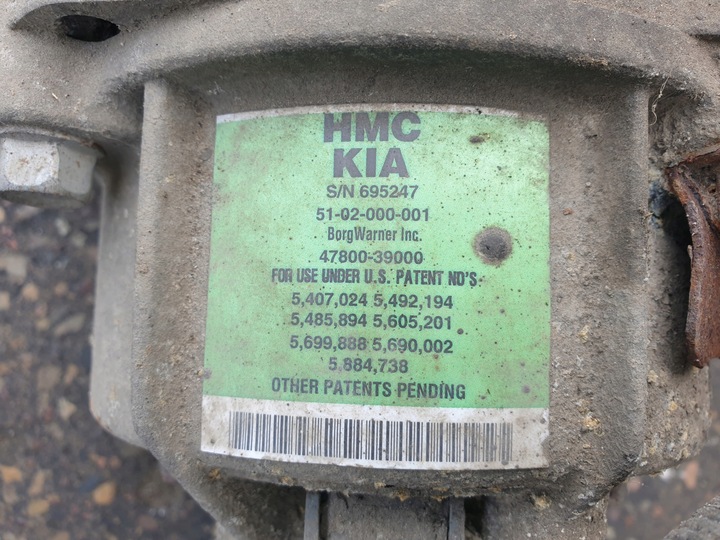 HMC
KIA
S/N 695247
51-02-000-001
BorgWarner Inc.
47800-39000
FOR USE UNDER U.S. PATENT NO'S
5,407,024 5,492,194
5,485,894 5,605,201
5,699,888 5,690,002
5,884,738
OTHER PATENTS PENDING